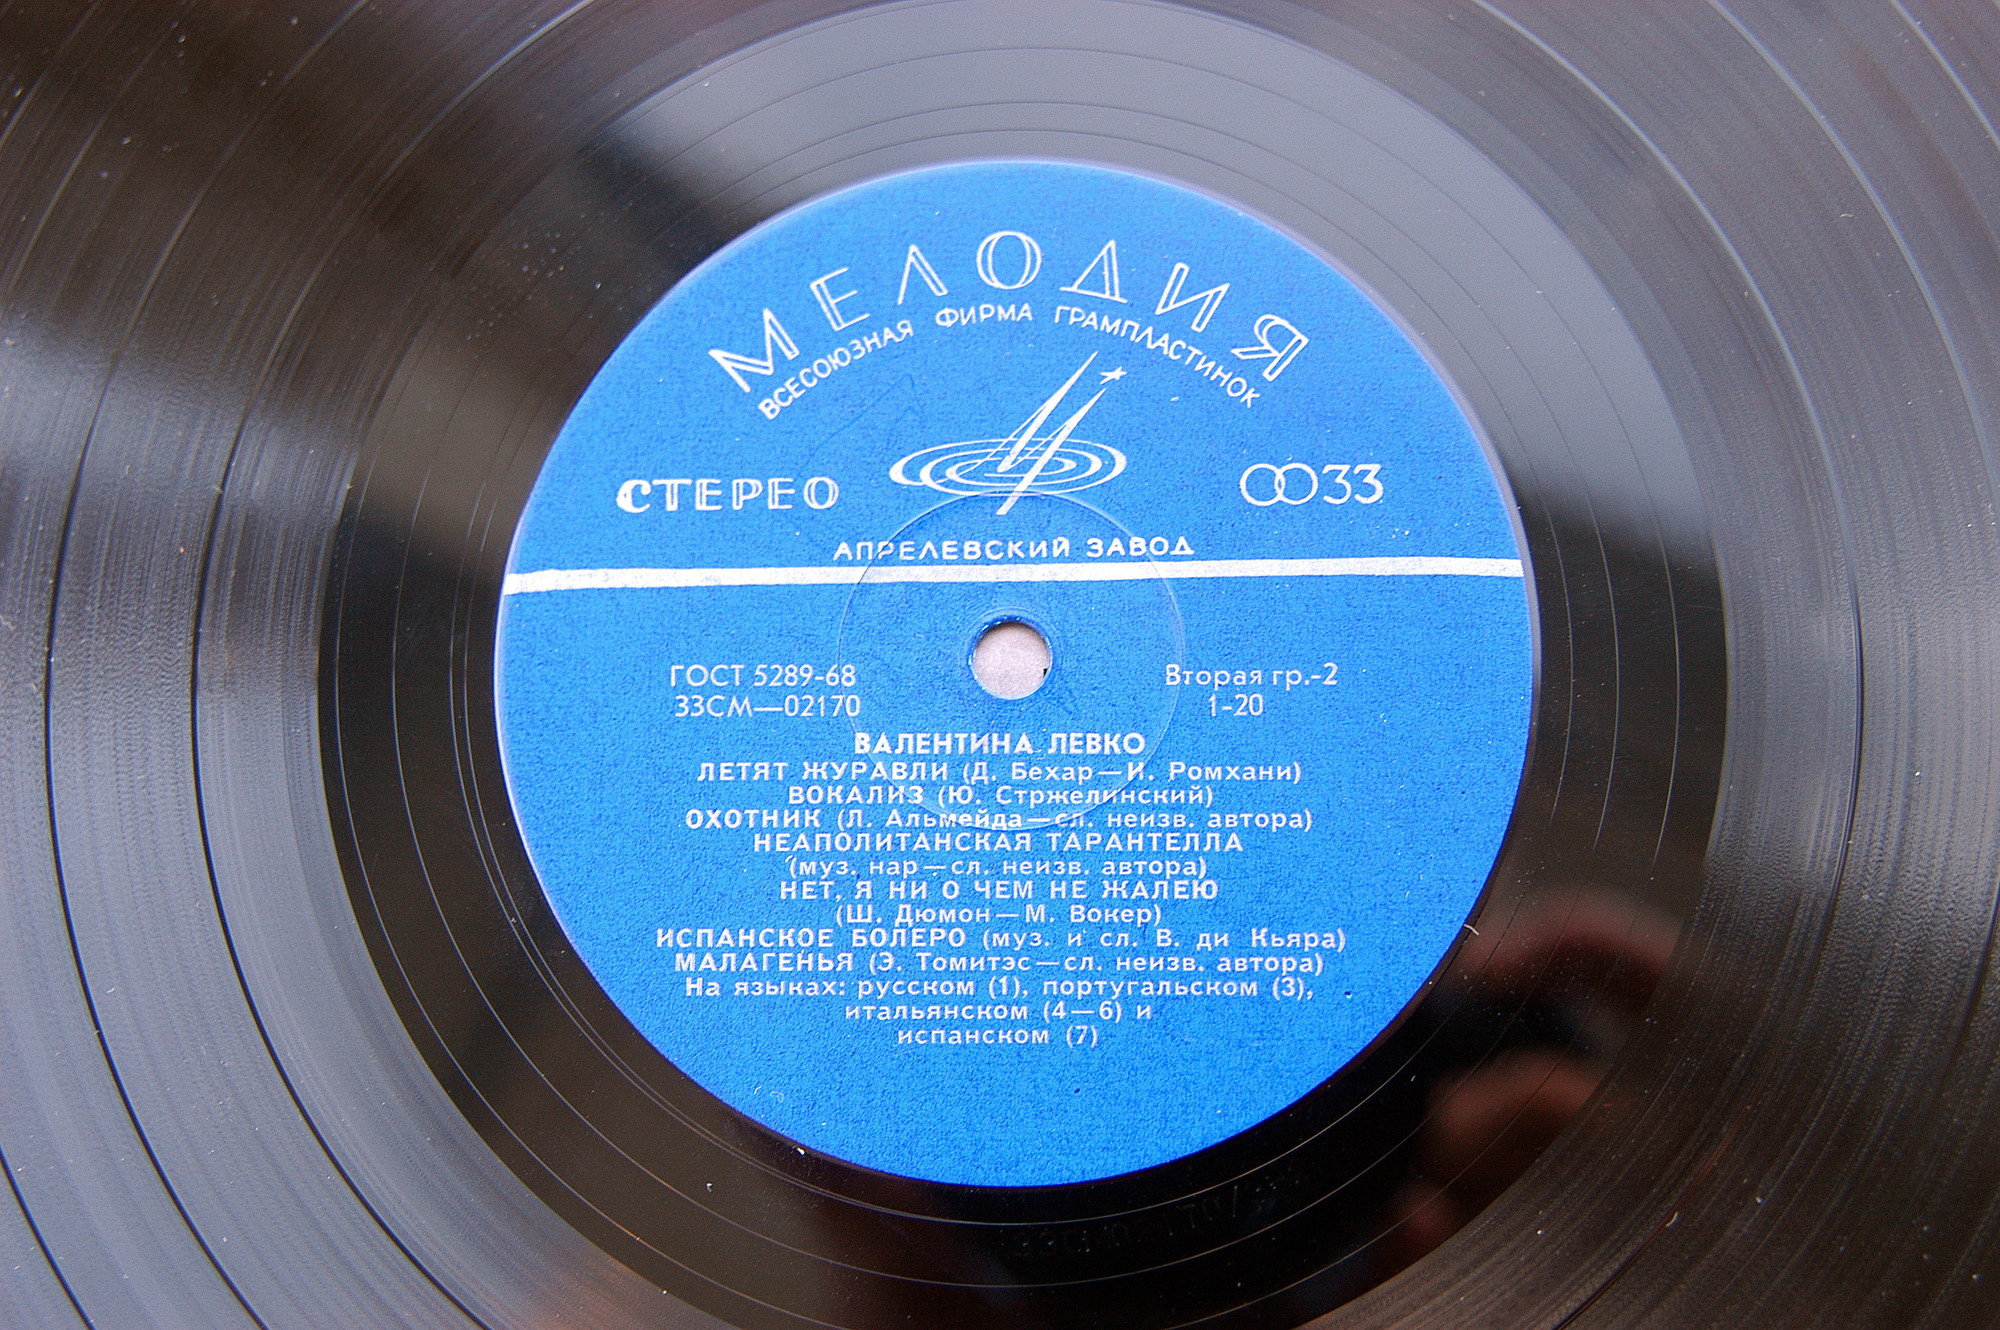 МЕЛОДИЯ
ВСЕСОЮЗНАЯ ФИРМА ГРАМПЛАСТИНОК
СТЕРЕО
33
АПРЕЛЕВСКИЙ ЗАВОД
ГОСТ 5289-68
Вторая гр.-2
33СМ—02170
1-20
ВАЛЕНТИНА ЛЕВКО
ЛЕТЯТ ЖУРАВЛИ (Д. Бехар—И. Ромхани)
ВОКАЛИЗ (Ю. Стржелинский)
ОХОТНИК (Л. Альмейда—сл. неизв. автора)
НЕАПОЛИТАНСКАЯ ТАРАНТЕЛЛА
(муз. нар—сл. неизв. автора)
НЕТ, Я НИ О ЧЕМ НЕ ЖАЛЕЮ
(Ш. Дюмон—М. Вокер)
ИСПАНСКОЕ БОЛЕРО (муз. и сл. В. ди Кьяра)
МАЛАГЕНЬЯ (Э. Томитэс—сл. неизв. автора)
На языках: русском (1), португальском (3),
итальянском (4—6) и
испанском (7)